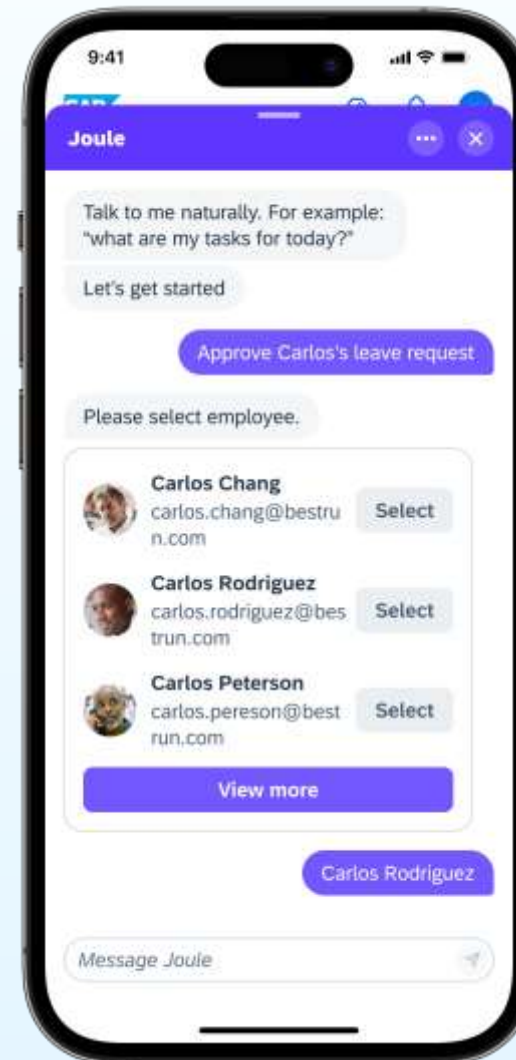 9:41
Joule
Talk to me naturally. For example:
“what are my tasks for today?”
Let's get started
Approve Carlos's leave request
Please select employee.
Carlos Chang
carlos.chang@bestru
n.com
Select
Carlos Rodriguez
carlos.rodriguez@bes
trun.com
Select
Carlos Peterson
carlos.pereson@best
run.com
Select
View more
Carlos Rodriguez
Message Joule